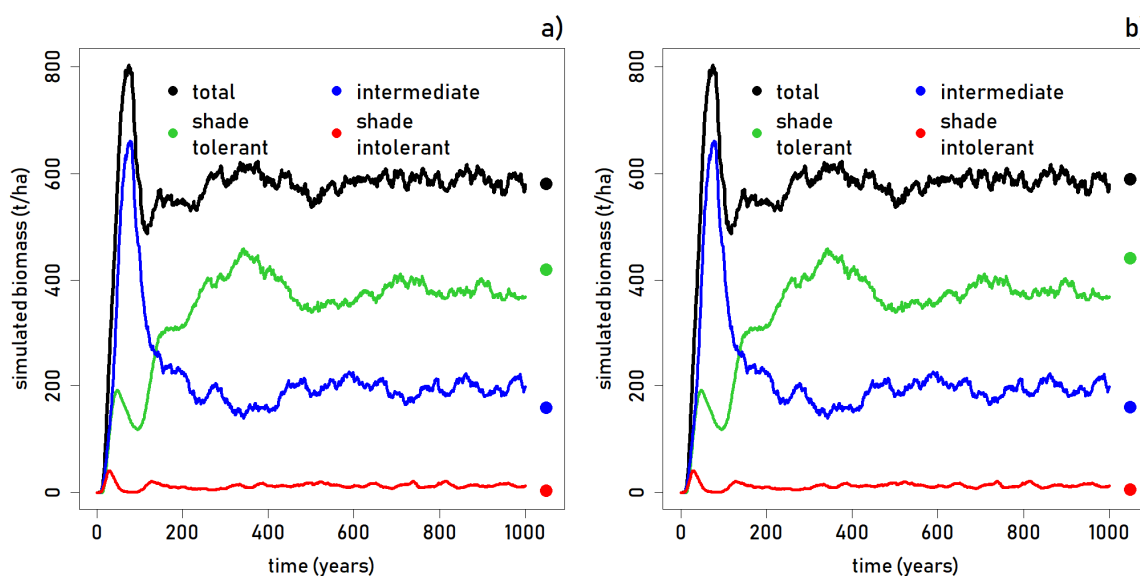 a)
800
600
400
200
0
simulated biomass (t/ha)
total
intermediate
shade
tolerant
shade
intolerant
0 200 400 600 800 1000
time (years)
b
800
600
400
200
0
simulated biomass (t/ha)
total
intermediate
shade
tolerant
shade
intolerant
0 200 400 600 800 1000
time (years)